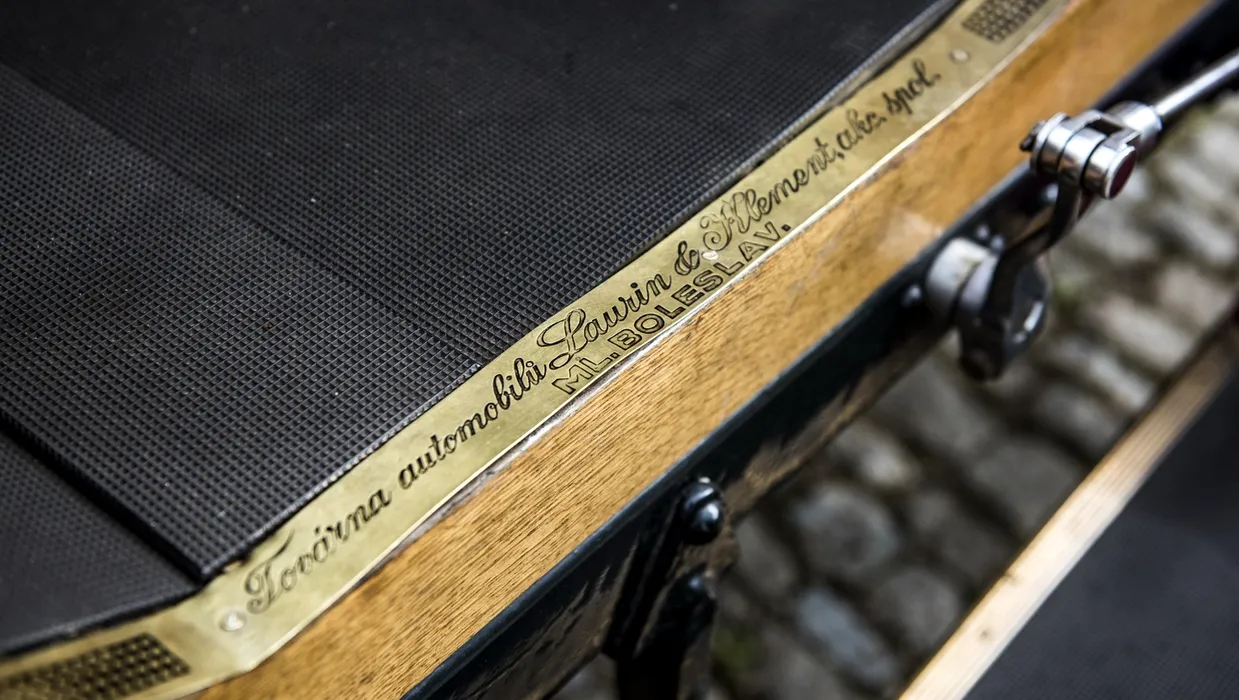 Továrna automobilů Laurin & Klement, akc. spol.
ML. BOLESLAV.